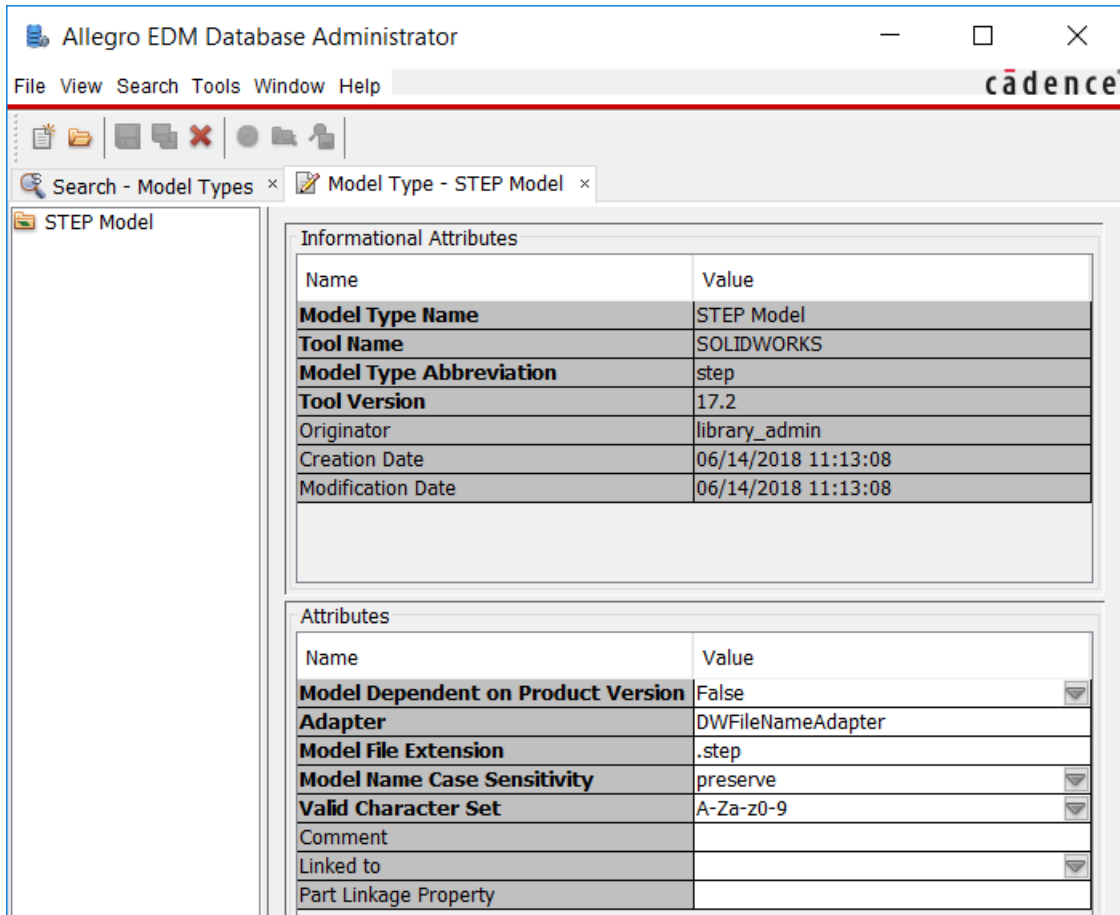 Allegro EDM Database Administrator
File View Search Tools Window Help
cādence
Search - Model Types × Model Type - STEP Model ×
STEP Model
Informational Attributes
Name Value
Model Type Name STEP Model
Tool Name SOLIDWORKS
Model Type Abbreviation step
Tool Version 17.2
Originator library_admin
Creation Date 06/14/2018 11:13:08
Modification Date 06/14/2018 11:13:08
Attributes
Name Value
Model Dependent on Product Version False
Adapter DWFileNameAdapter
Model File Extension .step
Model Name Case Sensitivity preserve
Valid Character Set A-Za-z0-9
Comment
Linked to
Part Linkage Property